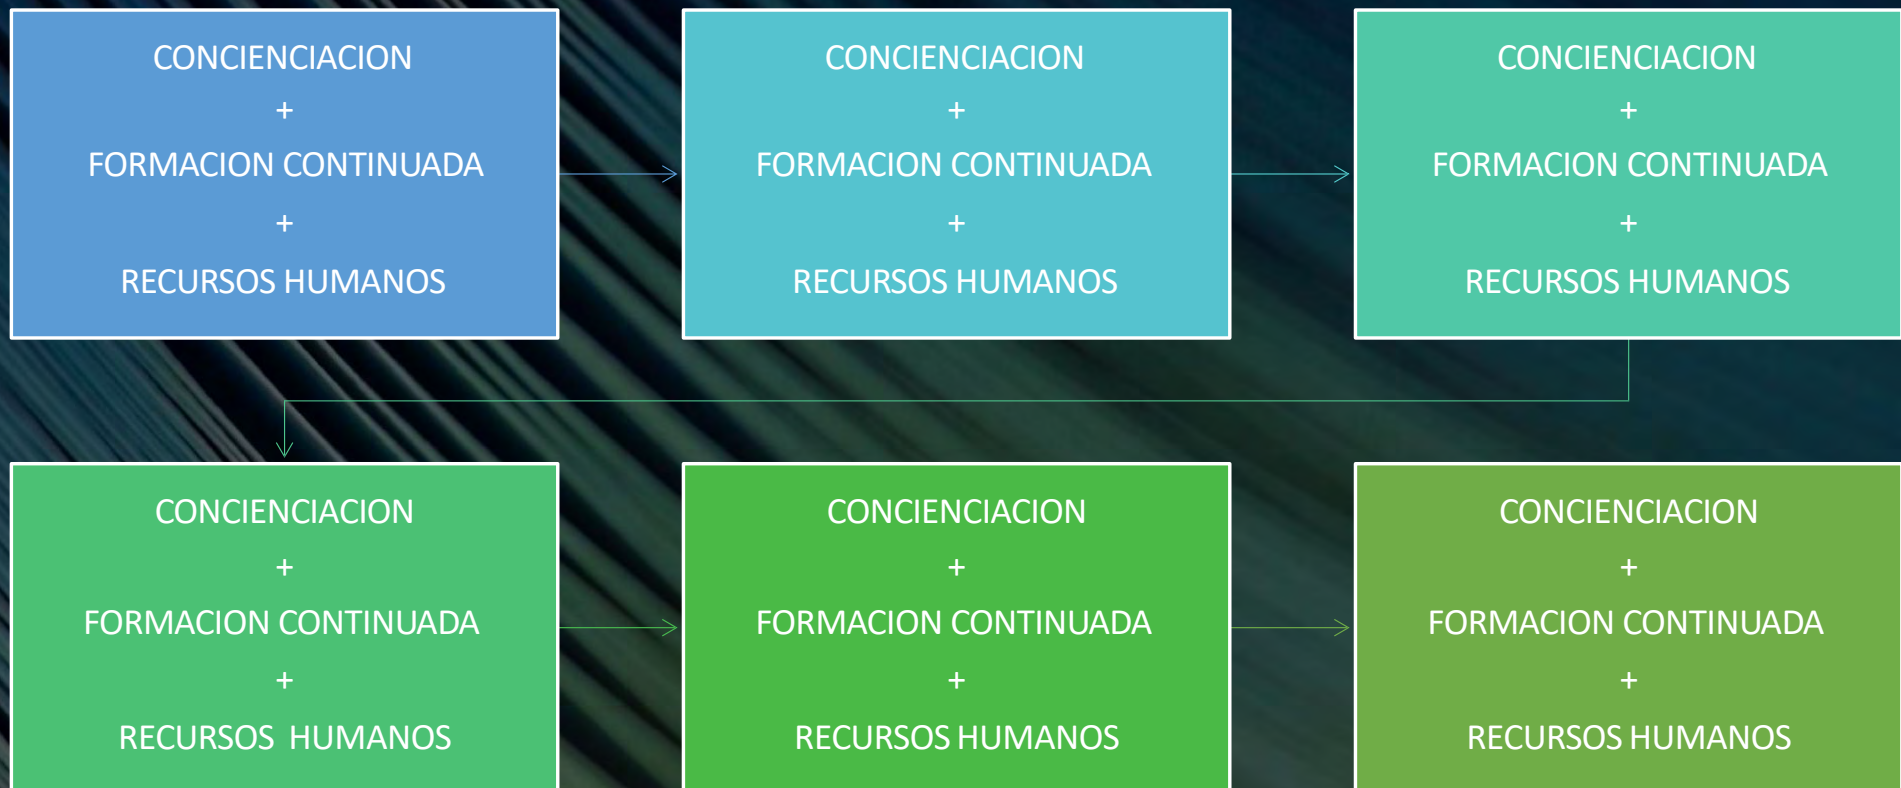 CONCIENCIACION
+
FORMACION CONTINUADA
+
RECURSOS HUMANOS
CONCIENCIACION
+
FORMACION CONTINUADA
+
RECURSOS HUMANOS
CONCIENCIACION
+
FORMACION CONTINUADA
+
RECURSOS HUMANOS
CONCIENCIACION
+
FORMACION CONTINUADA
+
RECURSOS HUMANOS
CONCIENCIACION
+
FORMACION CONTINUADA
+
RECURSOS HUMANOS
CONCIENCIACION
+
FORMACION CONTINUADA
+
RECURSOS HUMANOS